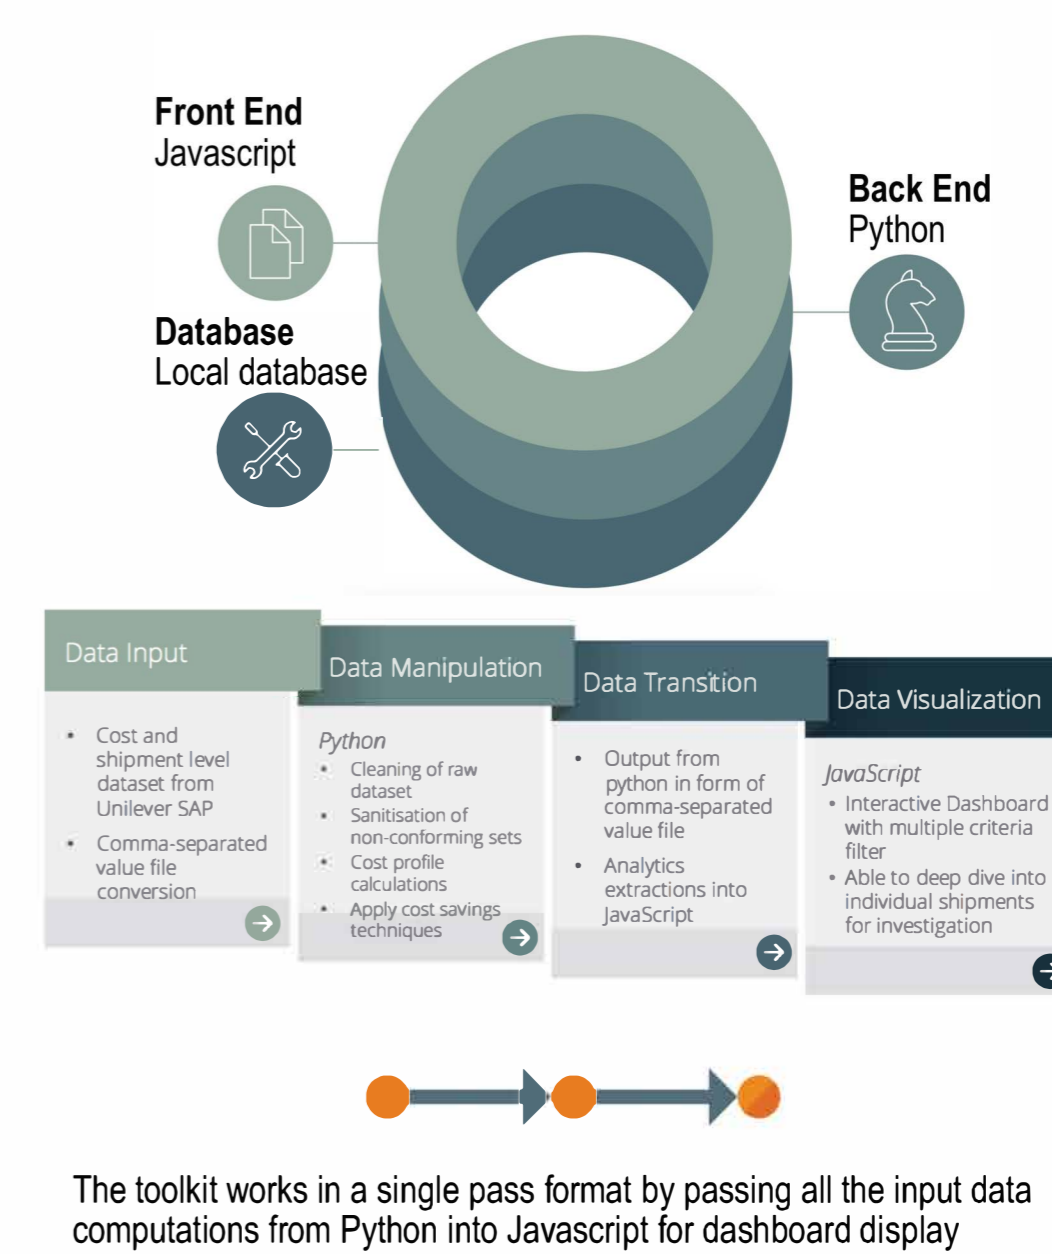 Front End
Javascript
Back End
Python
Database
Local database
Data Input
• Cost and
shipment level
dataset from
Unilever SAP
• Comma-separated
value file
conversion
Data Manipulation
Python
• Cleaning of raw
dataset
• Sanitisation of
non-conforming sets
• Cost profile
calculations
• Apply cost savings
techniques
Data Transition
• Output from
python in form of
comma-separated
value file
• Analytics
extractions into
JavaScript
Data Visualization
JavaScript
• Interactive Dashboard
with multiple criteria
filter
• Able to deep dive into
individual shipments
for investigation
The toolkit works in a single pass format by passing all the input data
computations from Python into Javascript for dashboard display